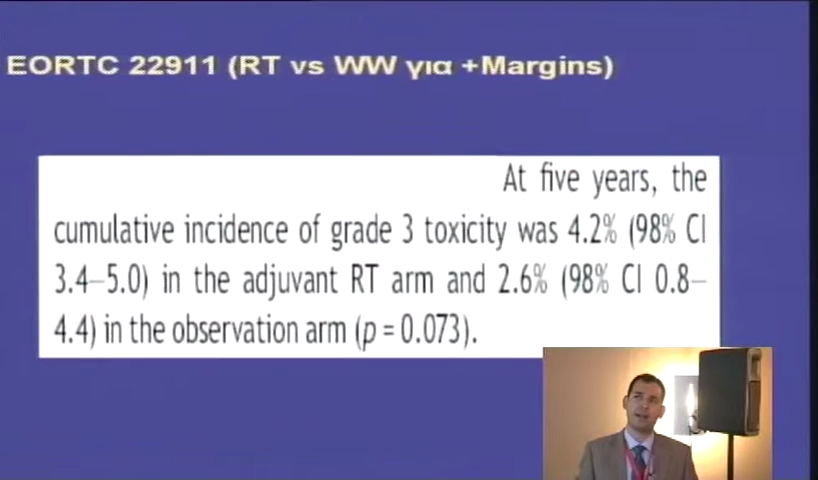 EORTC 22911 (RT vs WW για +Margins)
At five years, the
cumulative incidence of grade 3 toxicity was 4.2% (98% CI
3.4–5.0) in the adjuvant RT arm and 2.6% (98% CI 0.8–
4.4) in the observation arm (p = 0.073).